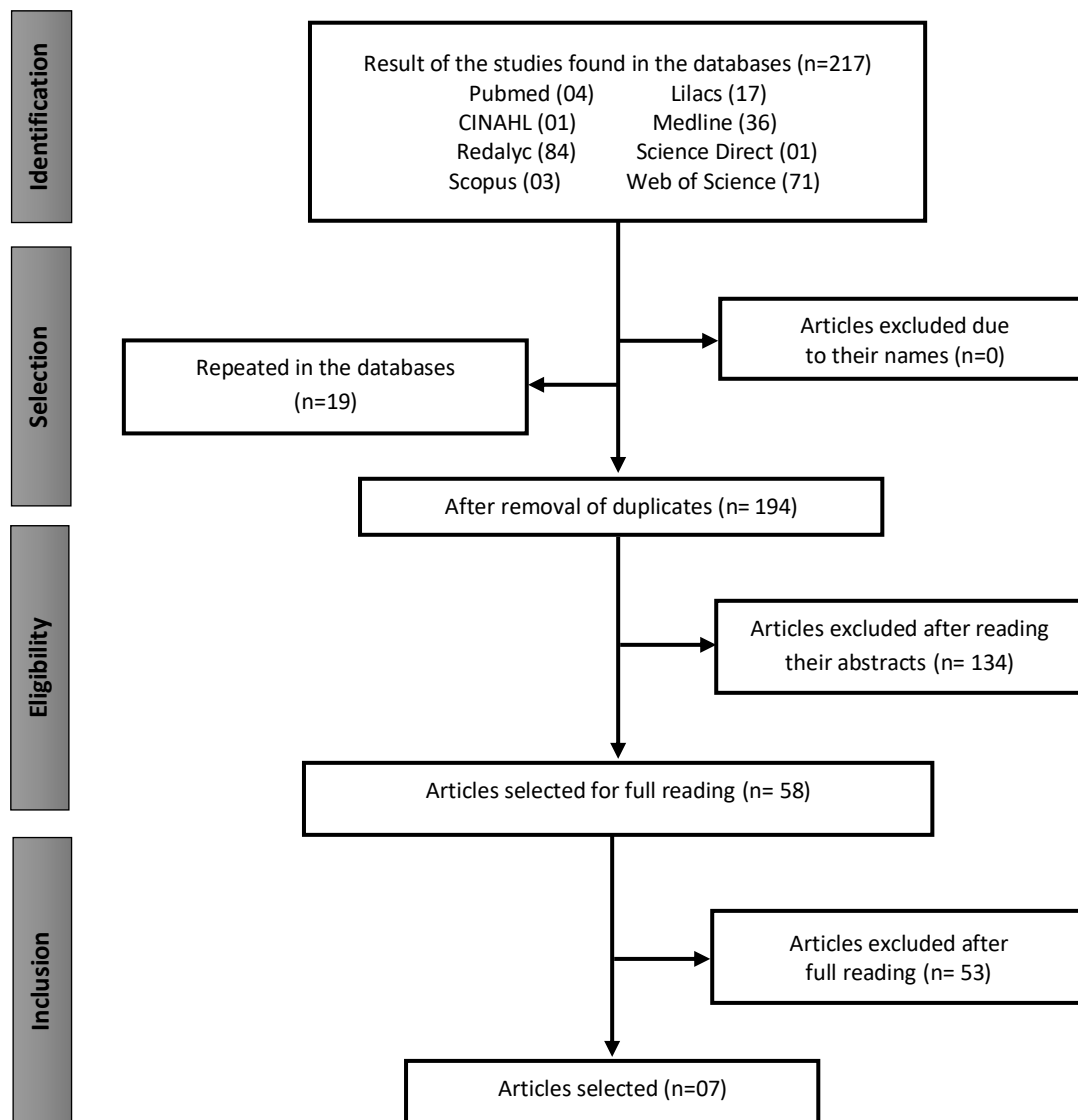 Identification
Result of the studies found in the databases (n=217)
Pubmed (04) Lilacs (17)
CINAHL (01) Medline (36)
Redalyc (84) Science Direct (01)
Scopus (03) Web of Science (71)
Selection
Articles excluded due
to their names (n=0)
Repeated in the databases
(n=19)
After removal of duplicates (n= 194)
Eligibility
Articles excluded after reading
their abstracts (n= 134)
Articles selected for full reading (n= 58)
Inclusion
Articles excluded after
full reading (n= 53)
Articles selected (n=07)